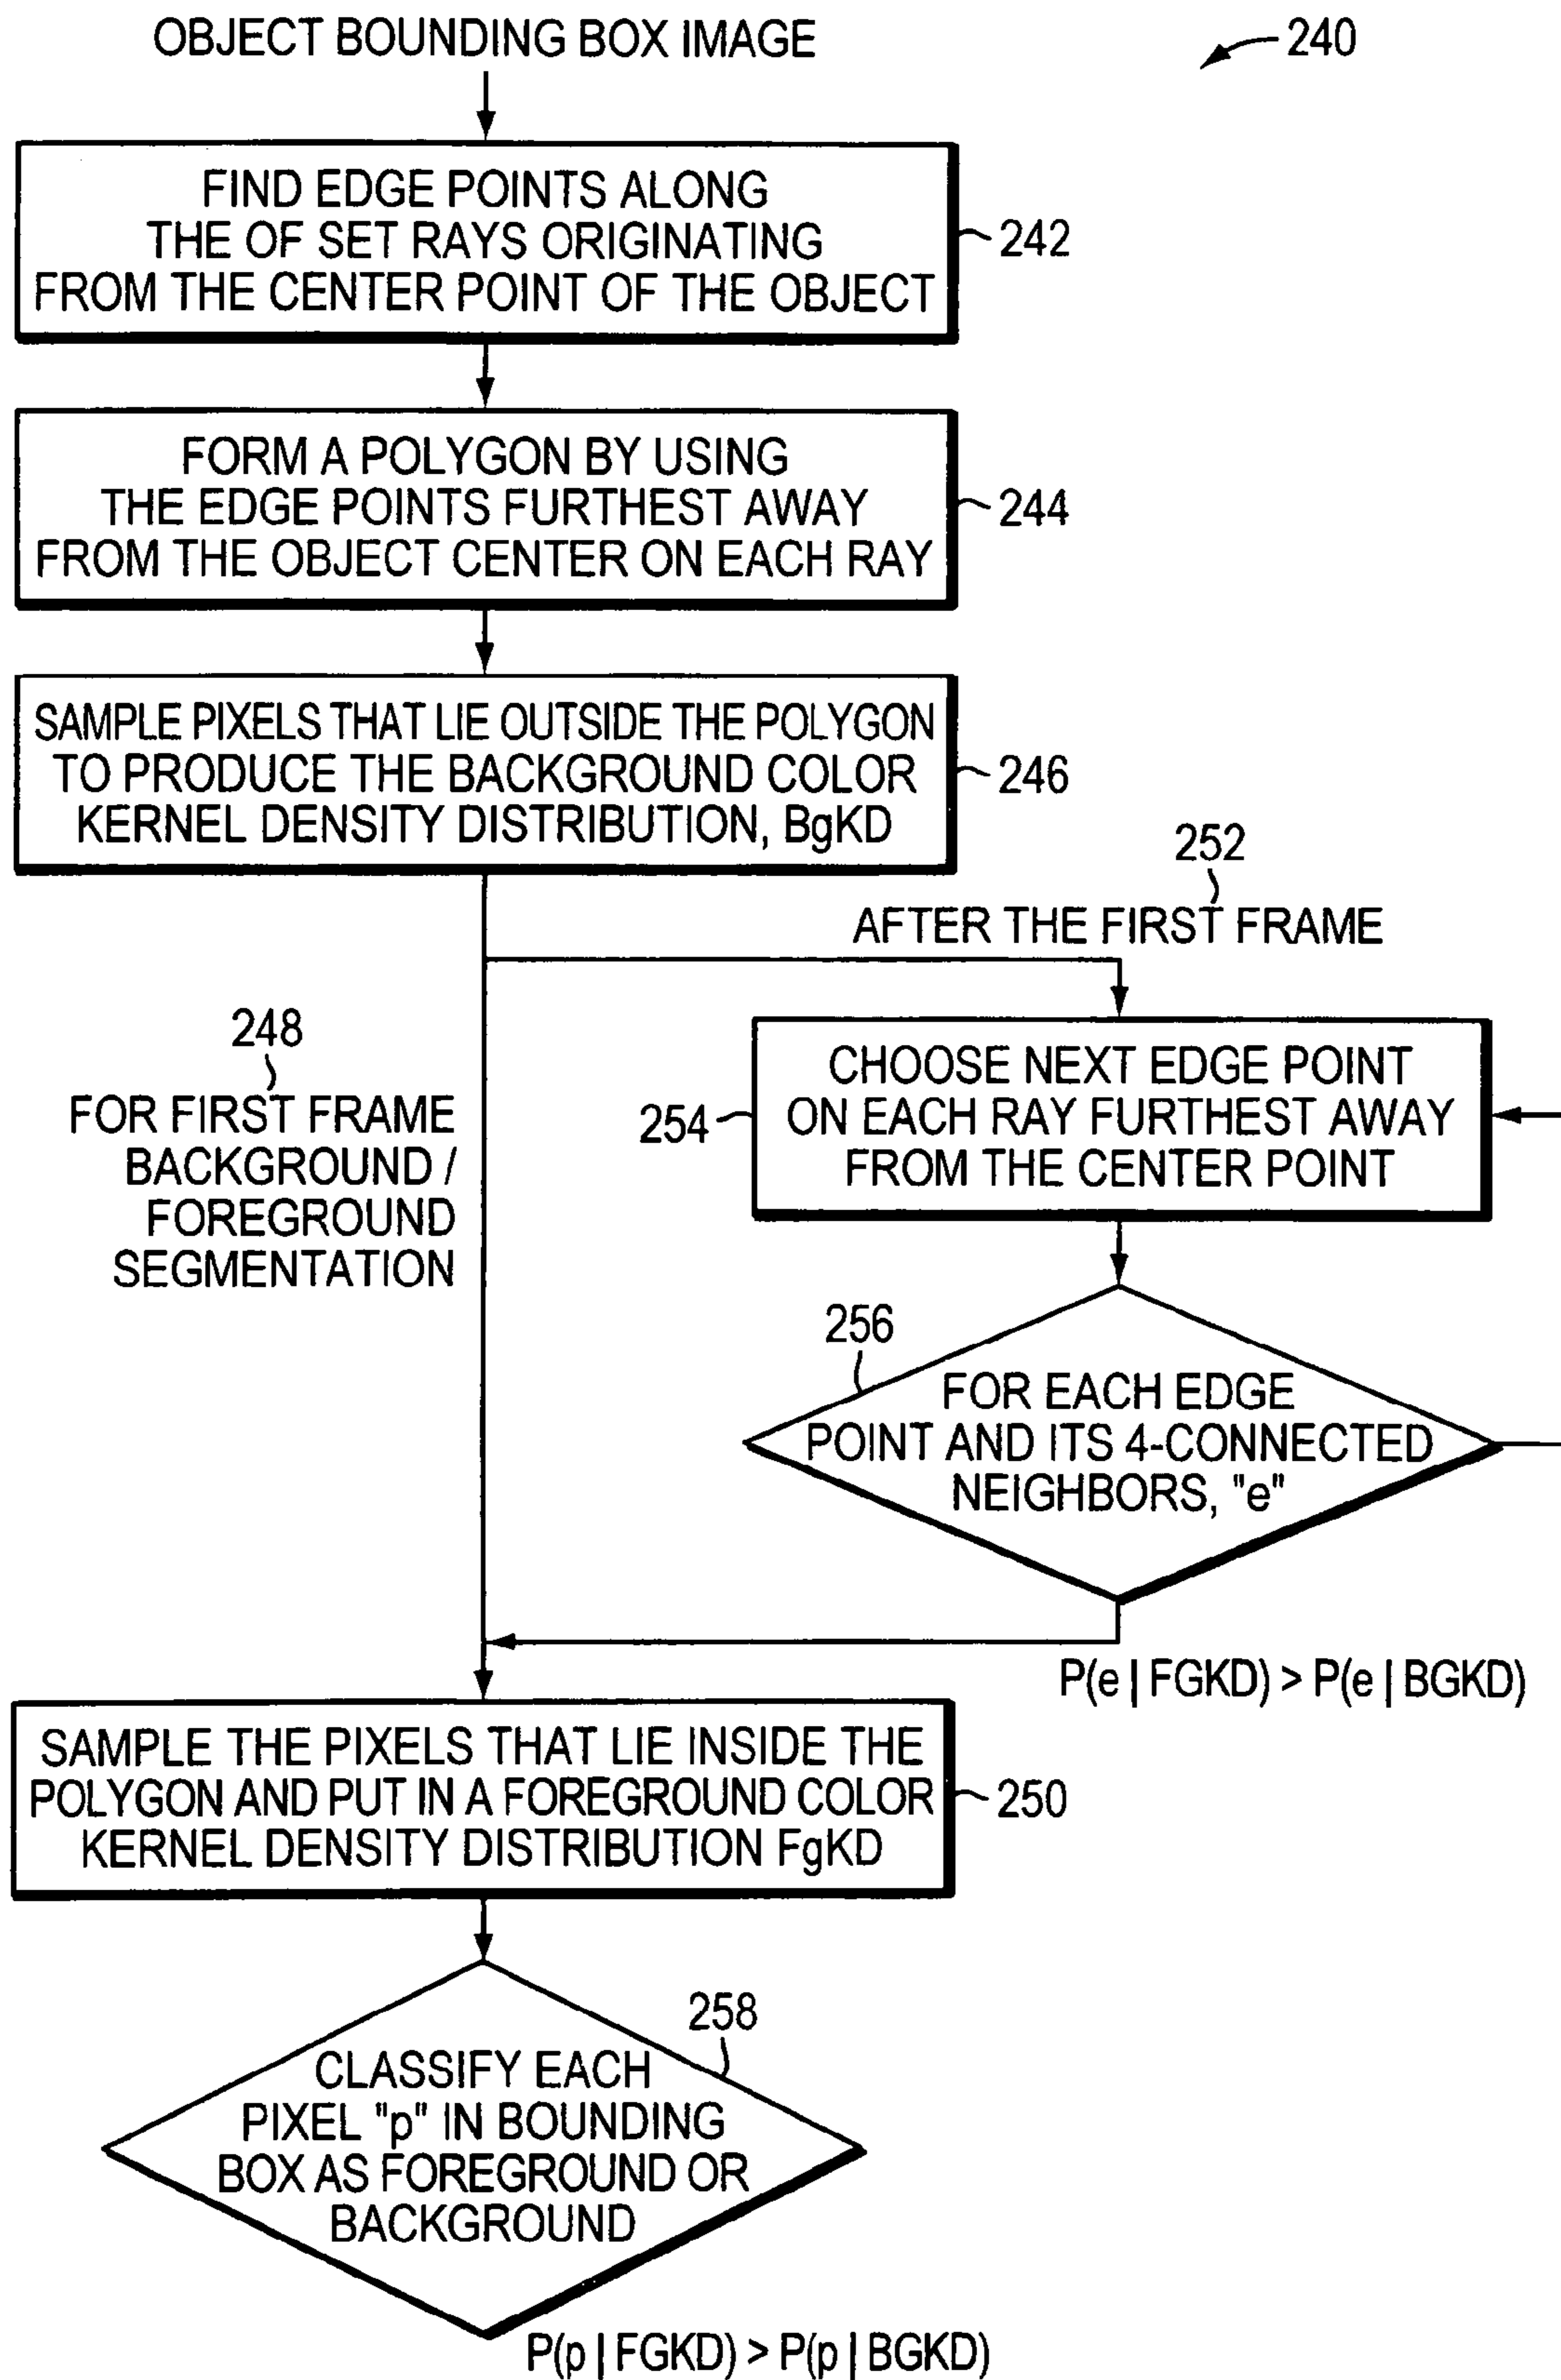 OBJECT BOUNDING BOX IMAGE
240
FIND EDGE POINTS ALONG
THE OF SET RAYS ORIGINATING
FROM THE CENTER POINT OF THE OBJECT
242
FORM A POLYGON BY USING
THE EDGE POINTS FURTHEST AWAY
FROM THE OBJECT CENTER ON EACH RAY
244
SAMPLE PIXELS THAT LIE OUTSIDE THE POLYGON
TO PRODUCE THE BACKGROUND COLOR
KERNEL DENSITY DISTRIBUTION, BgKD
246
252
AFTER THE FIRST FRAME
248
FOR FIRST FRAME
BACKGROUND /
FOREGROUND
SEGMENTATION
CHOOSE NEXT EDGE POINT
ON EACH RAY FURTHEST AWAY
FROM THE CENTER POINT
254
256
FOR EACH EDGE
POINT AND ITS 4-CONNECTED
NEIGHBORS, "e"
P(e | FGKD) > P(e | BGKD)
SAMPLE THE PIXELS THAT LIE INSIDE THE
POLYGON AND PUT IN A FOREGROUND COLOR
KERNEL DENSITY DISTRIBUTION FgKD
250
258
CLASSIFY EACH
PIXEL "p" IN BOUNDING
BOX AS FOREGROUND OR
BACKGROUND
P(p | FGKD) > P(p | BGKD)